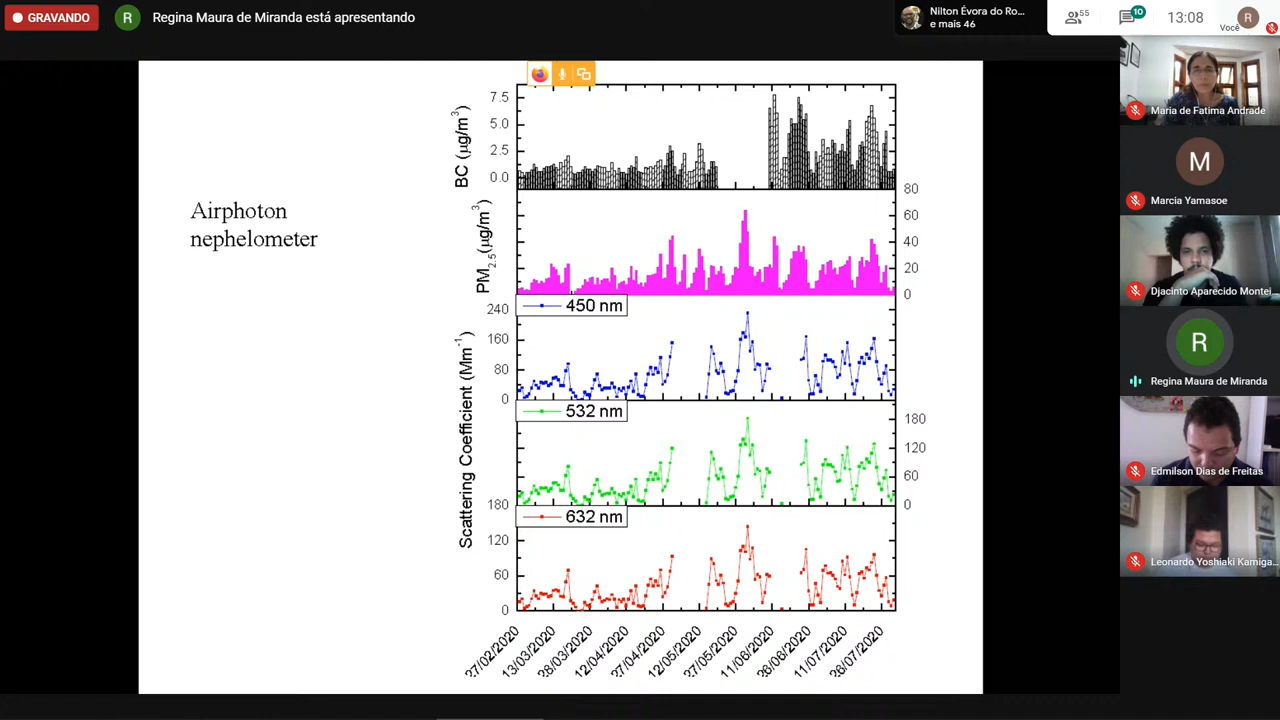 GRAVANDO
R
Regina Maura de Miranda está apresentando
Nilton Évora do Ro...
e mais 46
55
10
13:08
Você
R
Airphoton
nephelometer
BC (µg/m³)
7.5
5.0
2.5
0.0
PM2.5(µg/m³)
80
60
40
20
0
Scattering Coefficient (Mm⁻¹)
450 nm
240
160
80
0
532 nm
180
120
60
0
632 nm
180
120
60
0
27/02/2020
13/03/2020
28/03/2020
12/04/2020
27/04/2020
12/05/2020
27/05/2020
11/06/2020
26/06/2020
11/07/2020
26/07/2020
Maria de Fatima Andrade
M
Marcia Yamasoe
Djacinto Aparecido Montei...
R
Regina Maura de Miranda
Edmilson Dias de Freitas
Leonardo Yoshiaki Kamiga...